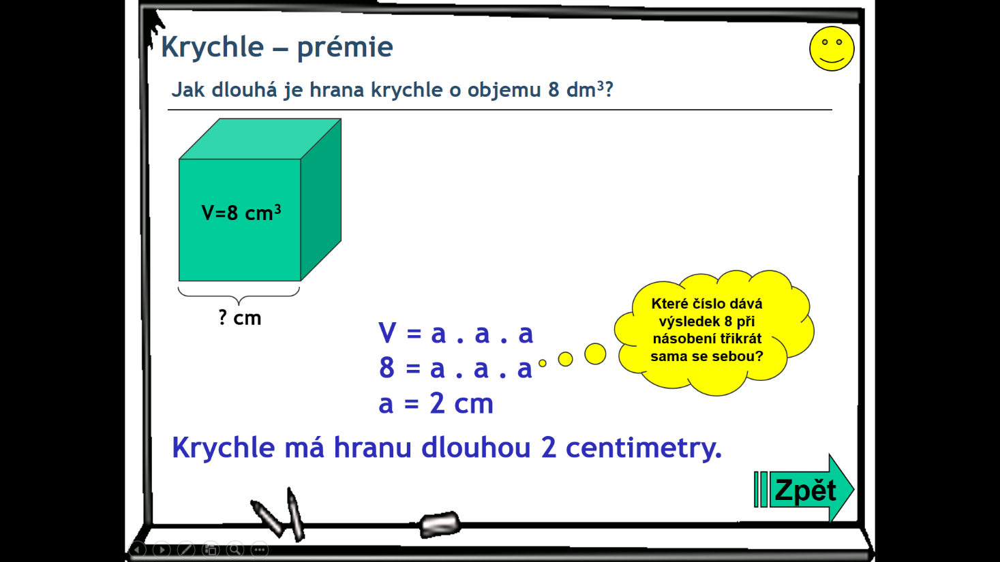 Krychle – prémie
Jak dlouhá je hrana krychle o objemu 8 dm³?
V=8 cm³
? cm
V = a . a . a
8 = a . a . a
a = 2 cm
Které číslo dává
výsledek 8 při
násobení třikrát
sama se sebou?
Krychle má hranu dlouhou 2 centimetry.
Zpět